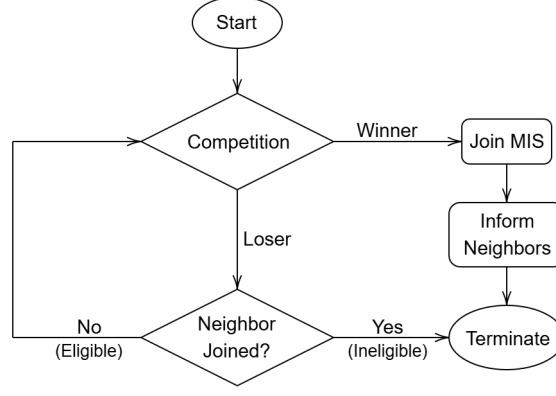 Start
Competition
Winner
Join MIS
Inform
Neighbors
Loser
Neighbor
Joined?
No
(Eligible)
Yes
(Ineligible)
Terminate